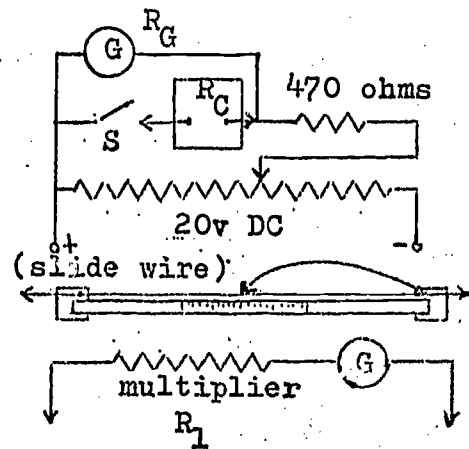 R_G
G
R_C
470 ohms
S
20v DC
+
-
(slide wire)
G
multiplier
R_1